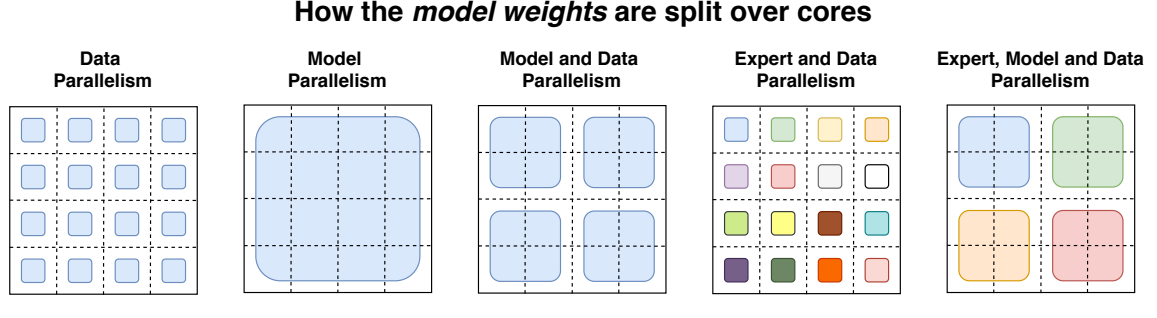 How the model weights are split over cores
Data
Parallelism
Model
Parallelism
Model and Data
Parallelism
Expert and Data
Parallelism
Expert, Model and Data
Parallelism